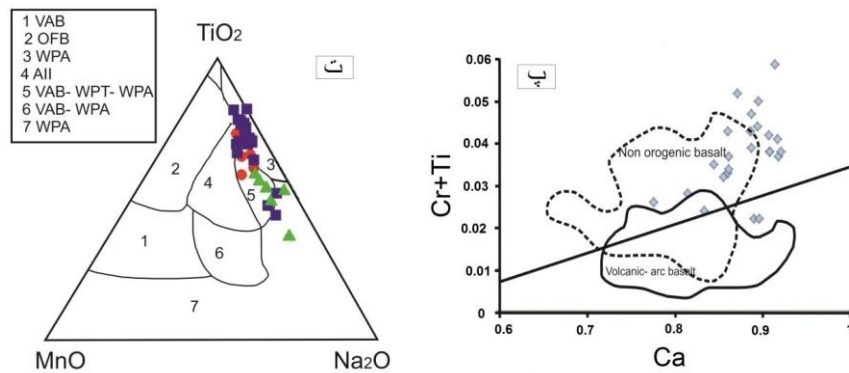 1 VAB
2 OFB
3 WPA
4 All
5 VAB- WPT- WPA
6 VAB- WPA
7 WPA
TiO₂
ت
2
4
3
5
1
6
7
MnO
Na₂O
پ
0.06
0.05
0.04
0.03
0.02
0.01
0
Cr+Ti
Non orogenic basalt
Volcanic- arc basalt
0.6
0.7
0.8
0.9
1
Ca